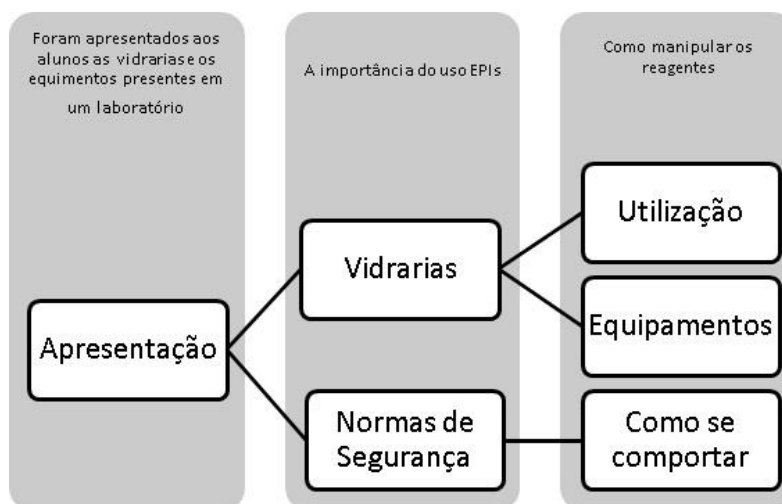 Foram apresentados aos
alunos as vidrarias e os
equimentos presentes em
um laboratório
A importância do uso EPIs
Como manipular os
reagentes
Utilização
Vidrarias
Equipamentos
Apresentação
Normas de
Segurança
Como se
comportar